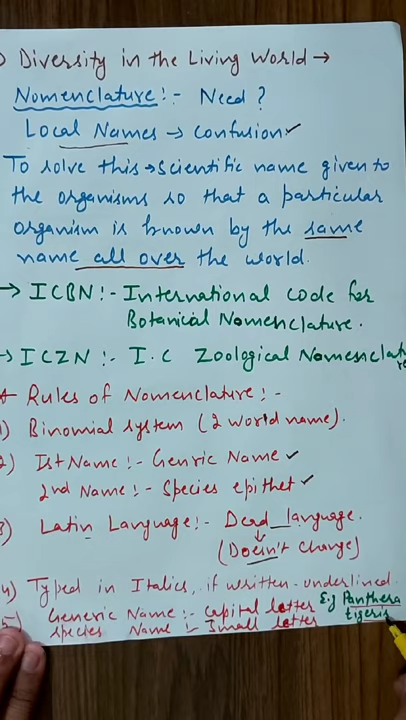 ) Diversity in the Living World →
Nomenclature :- Need ?
Local Names → Confusion ✓
To solve this → scientific name given to
the organisms so that a particular
organism is known by the same
name all over the world.
→ ICBN :- International Code for
Botanical Nomenclature.
→ ICZN :- I.C Zoological Nomenclature
* Rules of Nomenclature :-
1) Binomial system (2 world name).
2) Ist Name :- Genric Name ✓
2nd Name :- Species epithet ✓
3) Latin Language :- Dead language.
↓
(Doesn't Change)
4) Typed in Italics, if written - underlined.
5) Generic Name :- Capital letter E.g Panthera
Species Name :- Small letter tigeris